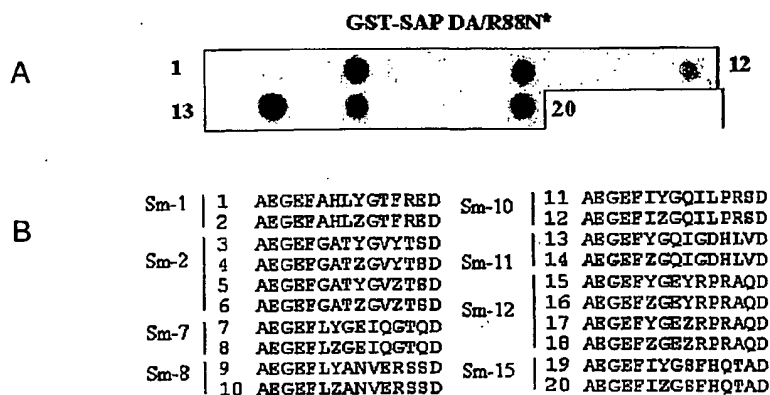 GST-SAP DA/R88N*
A
1
12
13
20
B
Sm-1
1 AEGEFAHLYGTFRED
2 AEGEFAHLZGTFRED
Sm-2
3 AEGEFGATYGVYTSD
4 AEGEFGATZGVYTSD
5 AEGEFGATYGVZTSD
6 AEGEFGATZGVZTSD
Sm-7
7 AEGEFLYGEIQGTQD
8 AEGEFLZGEIQGTQD
Sm-8
9 AEGEFLYANVERSSD
10 AEGEFLZANVERSSD
Sm-10
11 AEGEFIYGQILPRSD
12 AEGEFIZGQILPRSD
Sm-11
13 AEGEFYGQIGDHLVD
14 AEGEFZGQIGDHLVD
Sm-12
15 AEGEFYGEYRPRAQD
16 AEGEFZGEYRPRAQD
17 AEGEFYGEZRPRAQD
18 AEGEFZGEZRPRAQD
Sm-15
19 AEGEFIYGSFHQTAD
20 AEGEFIZGSFHQTAD